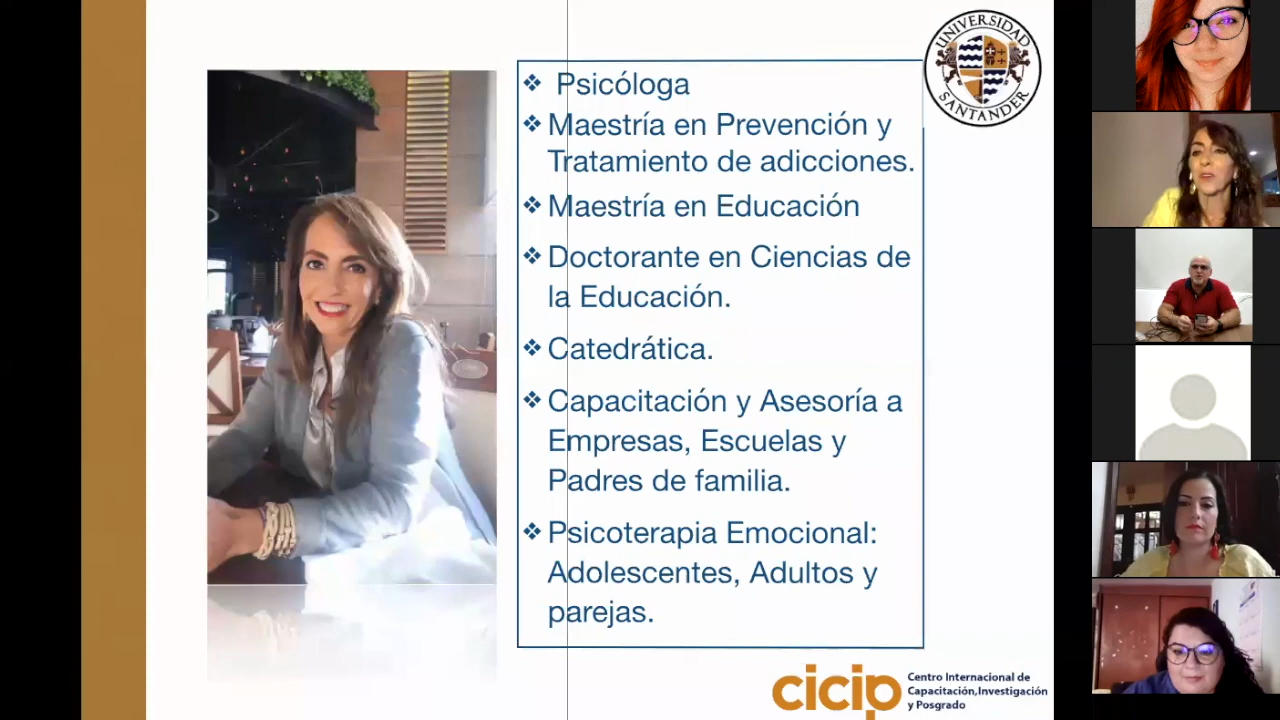 UNIVERSIDAD
SANTANDER
❖ Psicóloga
❖ Maestría en Prevención y
Tratamiento de adicciones.
❖ Maestría en Educación
❖ Doctorante en Ciencias de
la Educación.
❖ Catedrática.
❖ Capacitación y Asesoría a
Empresas, Escuelas y
Padres de familia.
❖ Psicoterapia Emocional:
Adolescentes, Adultos y
parejas.
cicip
Centro Internacional de
Capacitación,Investigación
y Posgrado